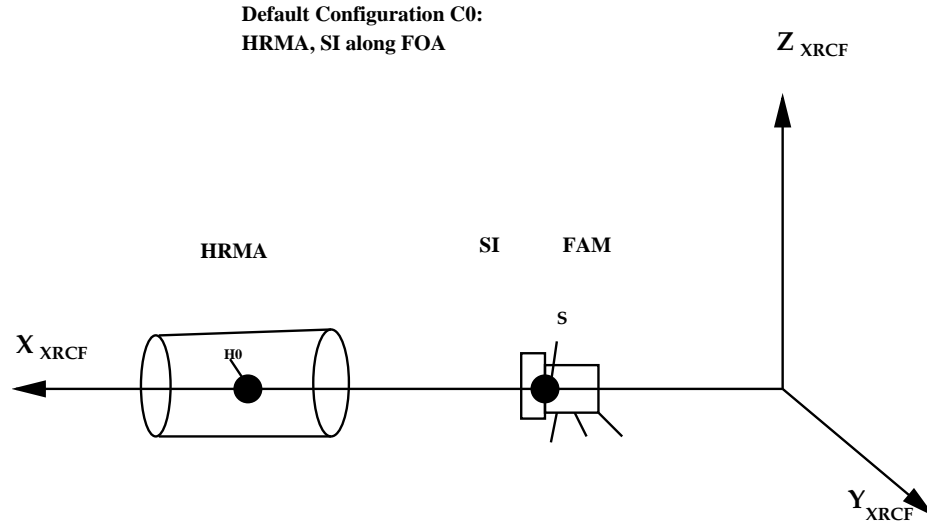 Default Configuration C0:
HRMA, SI along FOA
Z XRCF
HRMA
SI
FAM
S
X XRCF
H0
Y XRCF